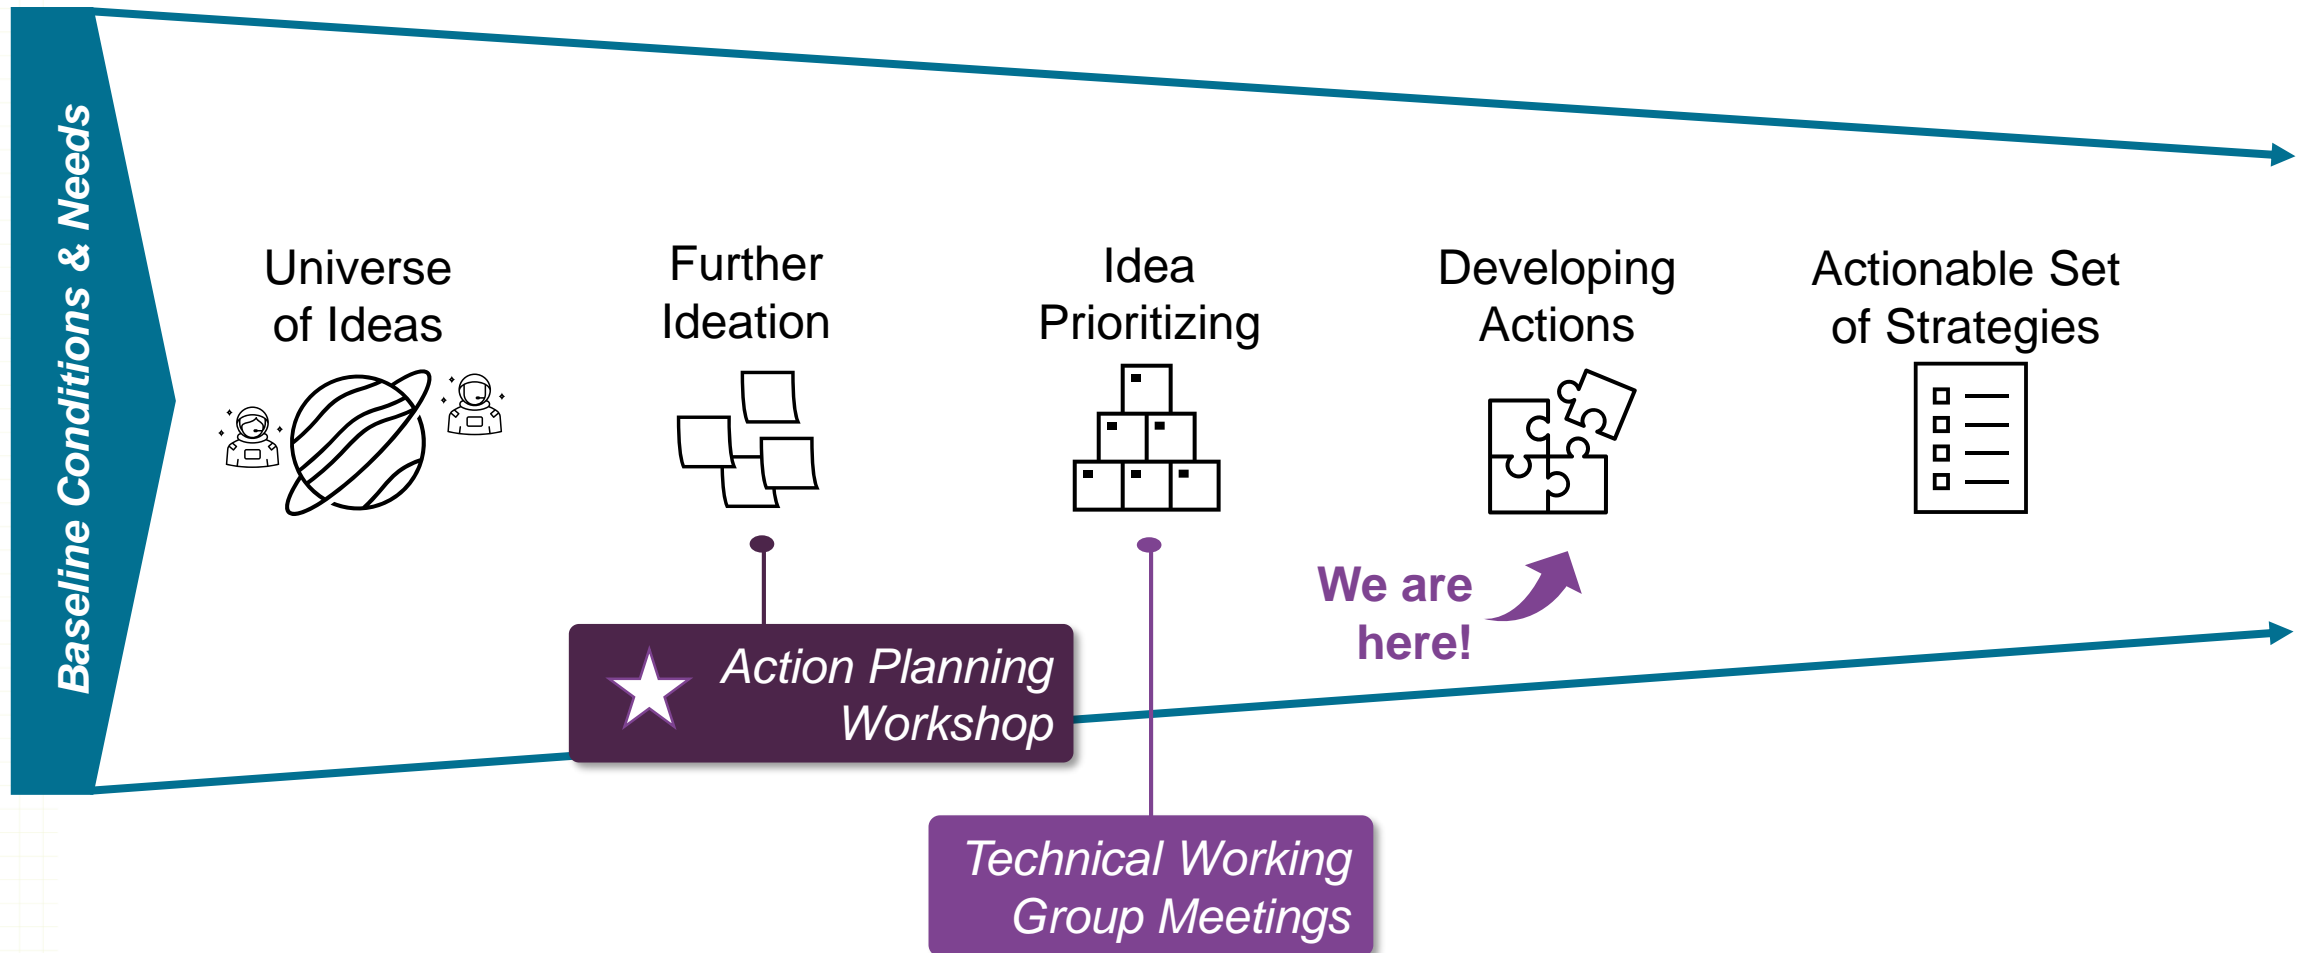 Baseline Conditions & Needs
Universe
of Ideas
Further
Ideation
Idea
Prioritizing
Developing
Actions
Actionable Set
of Strategies
We are
here!
Action Planning
Workshop
Technical Working
Group Meetings